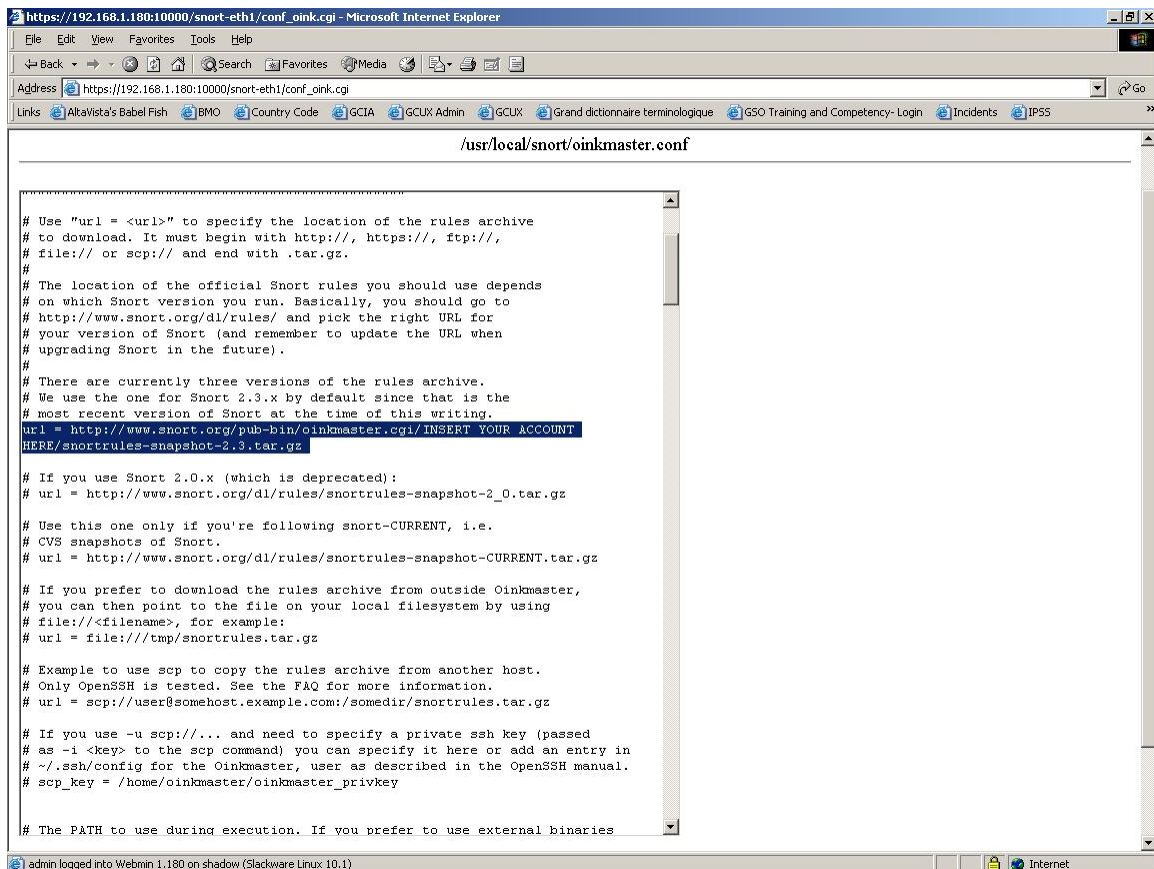 https://192.168.1.180:10000/snort-eth1/conf_oink.cgi - Microsoft Internet Explorer
File Edit View Favorites Tools Help
Back Search Favorites Media
Address https://192.168.1.180:10000/snort-eth1/conf_oink.cgi Go
Links AltaVista's Babel Fish BMO Country Code GCIA GCUX Admin GCUX Grand dictionnaire terminologique GSO Training and Competency- Login Incidents IPSS »
/usr/local/snort/oinkmaster.conf
# Use "url = <url>" to specify the location of the rules archive
# to download. It must begin with http://, https://, ftp://,
# file:// or scp:// and end with .tar.gz.
#
# The location of the official Snort rules you should use depends
# on which Snort version you run. Basically, you should go to
# http://www.snort.org/dl/rules/ and pick the right URL for
# your version of Snort (and remember to update the URL when
# upgrading Snort in the future).
#
# There are currently three versions of the rules archive.
# We use the one for Snort 2.3.x by default since that is the
# most recent version of Snort at the time of this writing.
url = http://www.snort.org/pub-bin/oinkmaster.cgi/INSERT YOUR ACCOUNT
HERE/snortrules-snapshot-2.3.tar.gz
# If you use Snort 2.0.x (which is deprecated):
# url = http://www.snort.org/dl/rules/snortrules-snapshot-2_0.tar.gz
# Use this one only if you're following snort-CURRENT, i.e.
# CVS snapshots of Snort.
# url = http://www.snort.org/dl/rules/snortrules-snapshot-CURRENT.tar.gz
# If you prefer to download the rules archive from outside Oinkmaster,
# you can then point to the file on your local filesystem by using
# file://<filename>, for example:
# url = file:///tmp/snortrules.tar.gz
# Example to use scp to copy the rules archive from another host.
# Only OpenSSH is tested. See the FAQ for more information.
# url = scp://user@somehost.example.com:/somedir/snortrules.tar.gz
# If you use -u scp://... and need to specify a private ssh key (passed
# as -i <key> to the scp command) you can specify it here or add an entry in
# ~/.ssh/config for the Oinkmaster, user as described in the OpenSSH manual.
# scp_key = /home/oinkmaster/oinkmaster_privkey
# The PATH to use during execution. If you prefer to use external binaries
admin logged into Webmin 1.180 on shadow (Slackware Linux 10.1) Internet